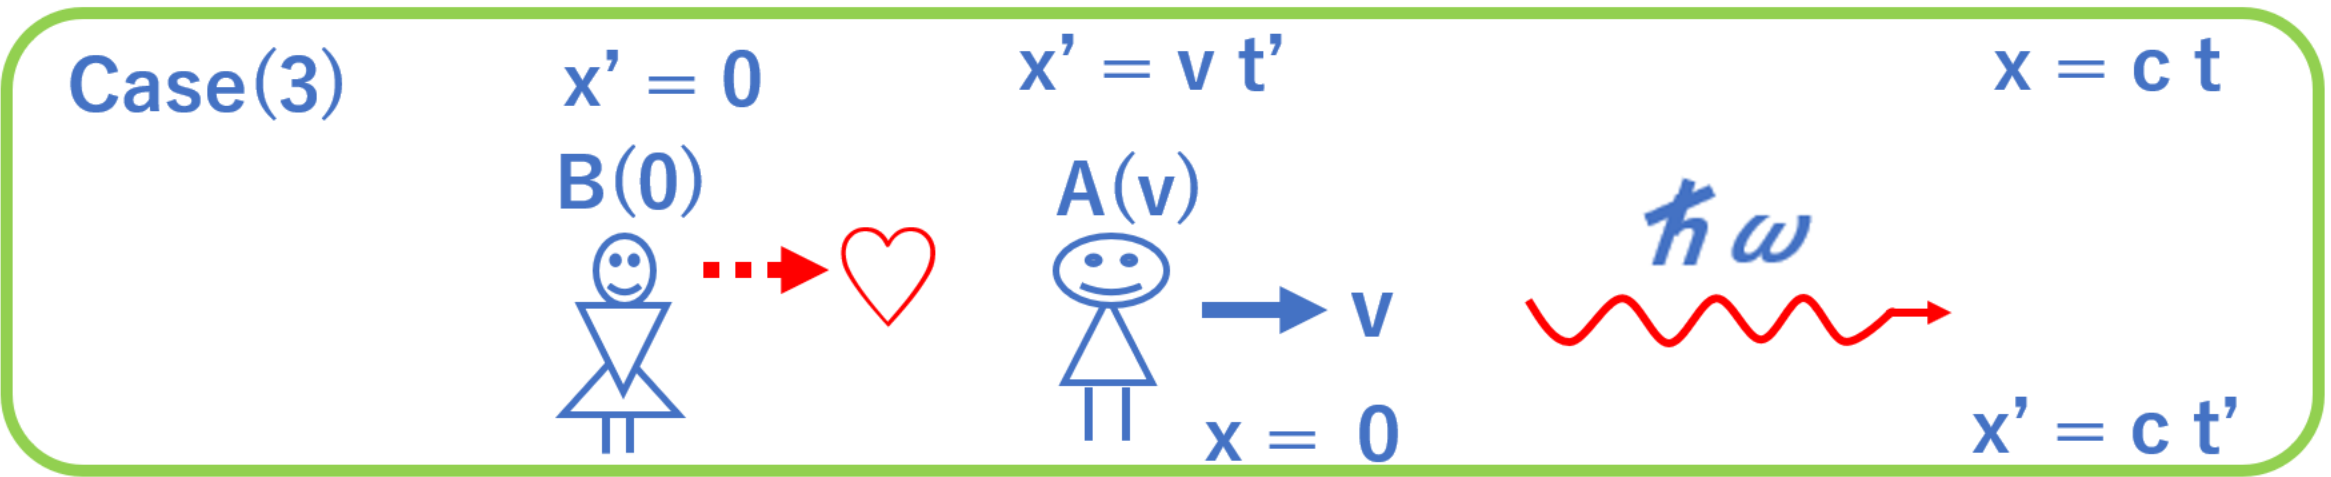 Case(3) x’ = 0 x’ = v t’ x = c t
B(0) A(v) ℏω
v
x = 0 x’ = c t’